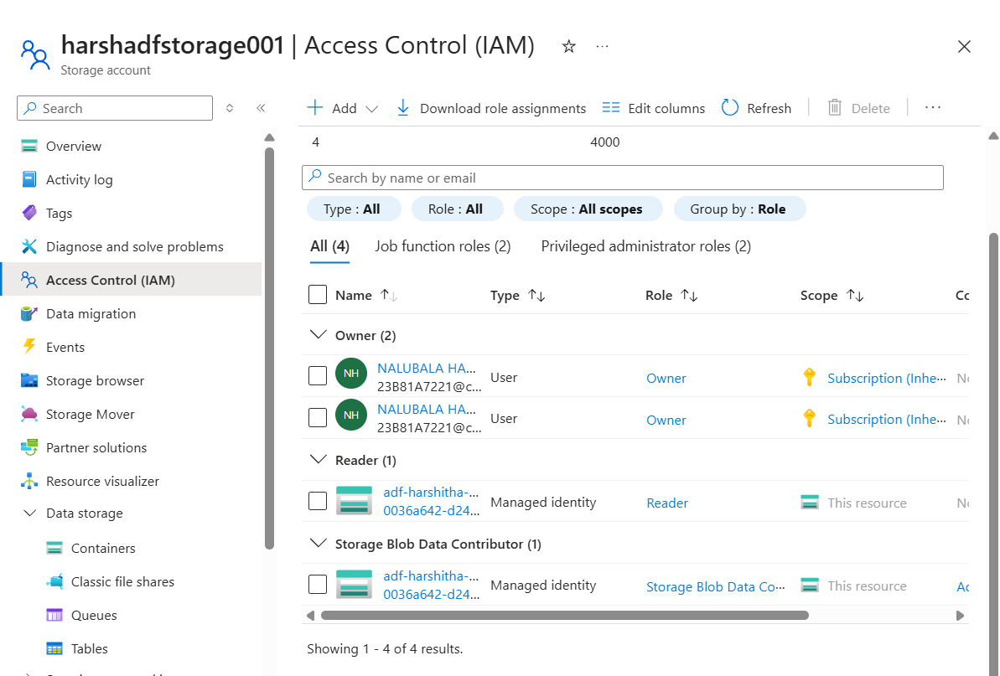 harshadfstorage001 | Access Control (IAM) ☆ ...
Storage account
Search
Add
Download role assignments
Edit columns
Refresh
Delete
...
Overview
Activity log
Tags
Diagnose and solve problems
Access Control (IAM)
Data migration
Events
Storage browser
Storage Mover
Partner solutions
Resource visualizer
Data storage
Containers
Classic file shares
Queues
Tables
4 4000
Search by name or email
Type : All Role : All Scope : All scopes Group by : Role
All (4) Job function roles (2) Privileged administrator roles (2)
Name Type Role Scope Co
Owner (2)
NH NALUBALA HA... User Owner Subscription (Inhe... No
23B81A7221@c...
NH NALUBALA HA... User Owner Subscription (Inhe... No
23B81A7221@c...
Reader (1)
adf-harshitha-... Managed identity Reader This resource No
0036a642-d24...
Storage Blob Data Contributor (1)
adf-harshitha-... Managed identity Storage Blob Data Co... This resource Ad
0036a642-d24...
Showing 1 - 4 of 4 results.